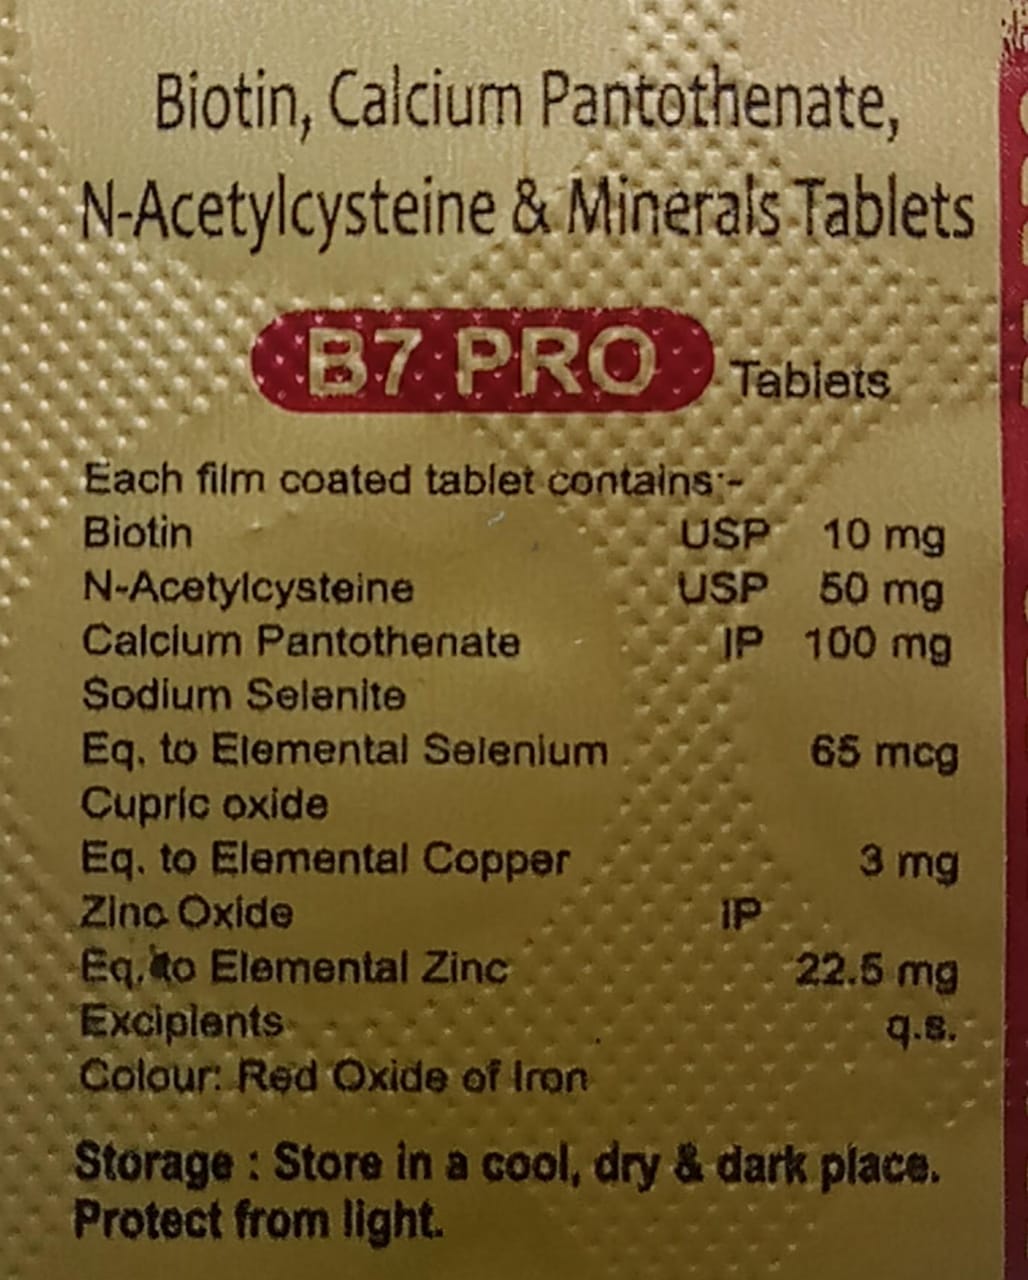 Biotin, Calcium Pantothenate,
N-Acetylcysteine & Minerals Tablets
B7 PRO Tablets
Each film coated tablet contains:-
Biotin USP 10 mg
N-Acetylcysteine USP 50 mg
Calcium Pantothenate IP 100 mg
Sodium Selenite
Eq. to Elemental Selenium 65 mcg
Cupric oxide
Eq. to Elemental Copper 3 mg
Zinc Oxide IP
Eq. to Elemental Zinc 22.5 mg
Excipients q.s.
Colour: Red Oxide of Iron
Storage : Store in a cool, dry & dark place.
Protect from light.